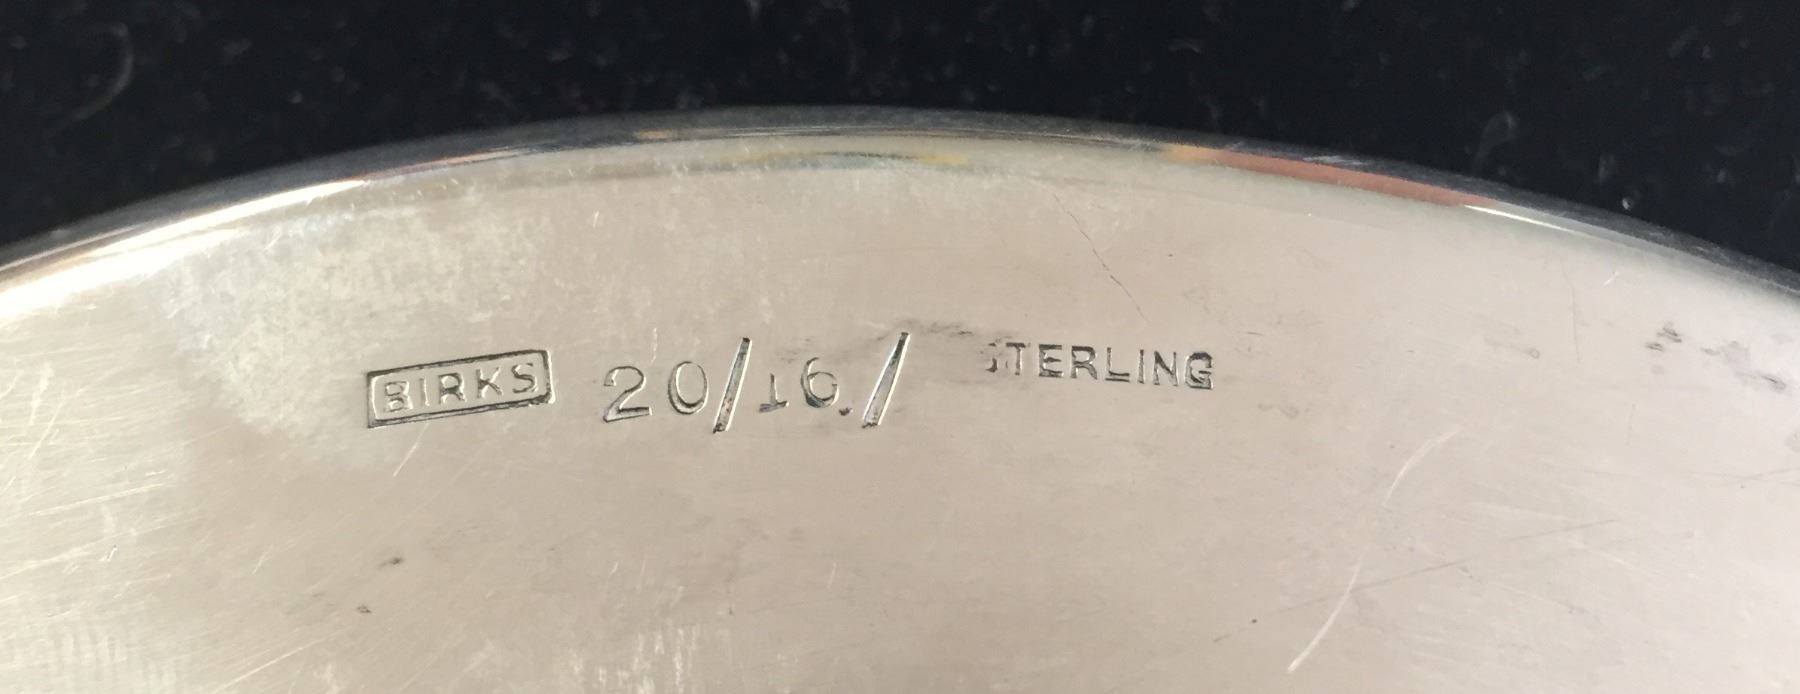 BIRKS 20/16./ STERLING